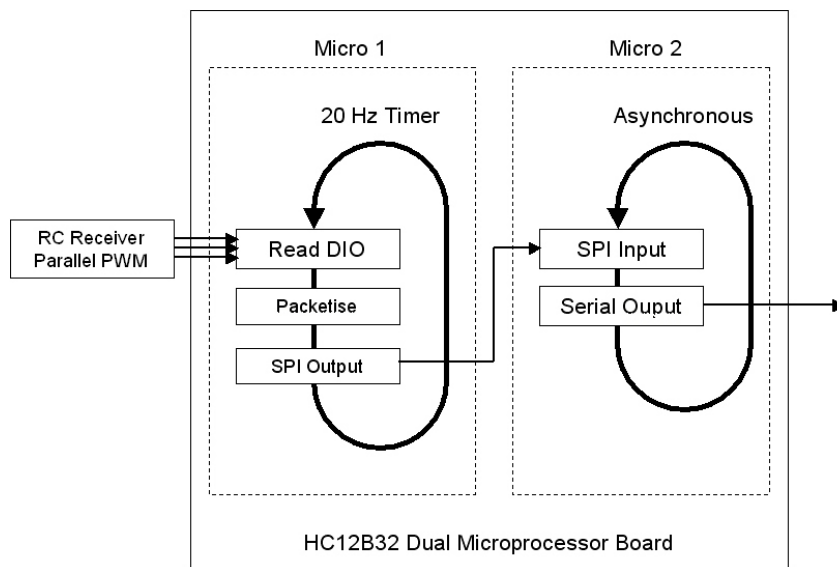 Micro 1
Micro 2
20 Hz Timer
Asynchronous
RC Receiver
Parallel PWM
Read DIO
SPI Input
Packetise
Serial Ouput
SPI Output
HC12B32 Dual Microprocessor Board